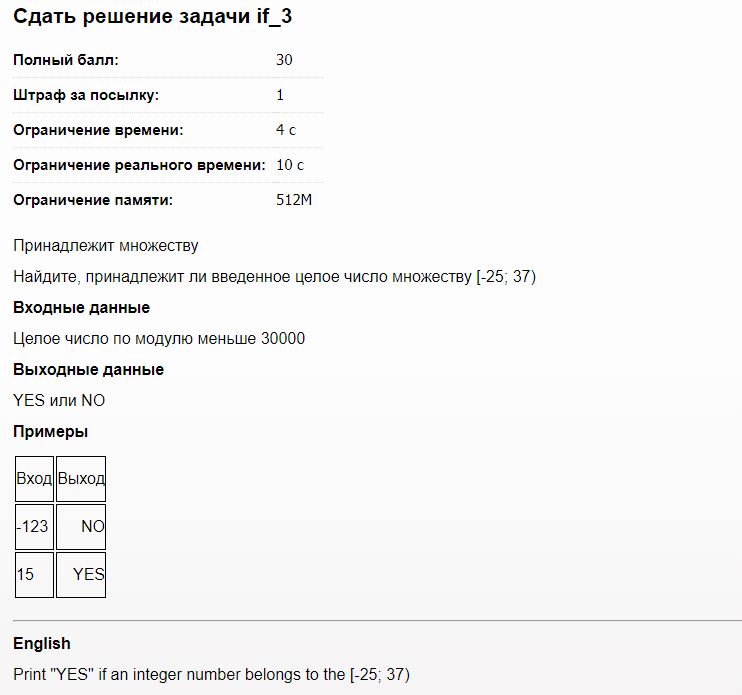 Сдать решение задачи if_3
Полный балл: 30
Штраф за посылку: 1
Ограничение времени: 4 с
Ограничение реального времени: 10 с
Ограничение памяти: 512M
Принадлежит множеству
Найдите, принадлежит ли введенное целое число множеству [-25; 37)
Входные данные
Целое число по модулю меньше 30000
Выходные данные
YES или NO
Примеры
Вход Выход
-123 NO
15 YES
English
Print "YES" if an integer number belongs to the [-25; 37)